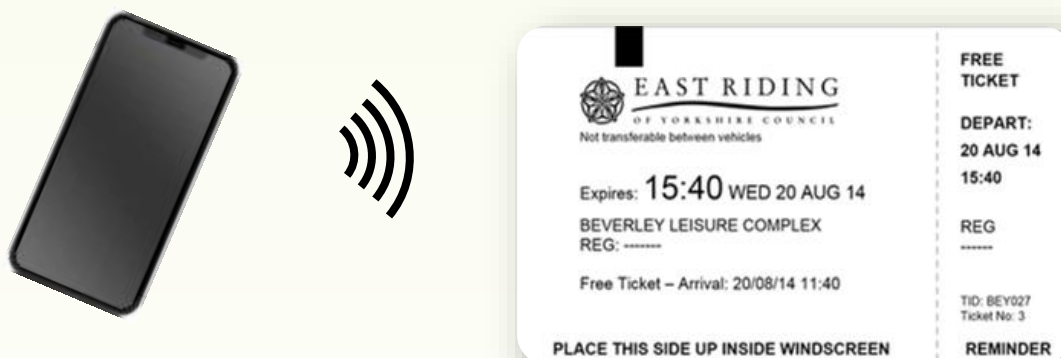 EAST RIDING
OF YORKSHIRE COUNCIL
Not transferable between vehicles
Expires: 15:40 WED 20 AUG 14
BEVERLEY LEISURE COMPLEX
REG: -------
Free Ticket – Arrival: 20/08/14 11:40
PLACE THIS SIDE UP INSIDE WINDSCREEN
FREE
TICKET
DEPART:
20 AUG 14
15:40
REG
------
TID: BEY027
Ticket No: 3
REMINDER